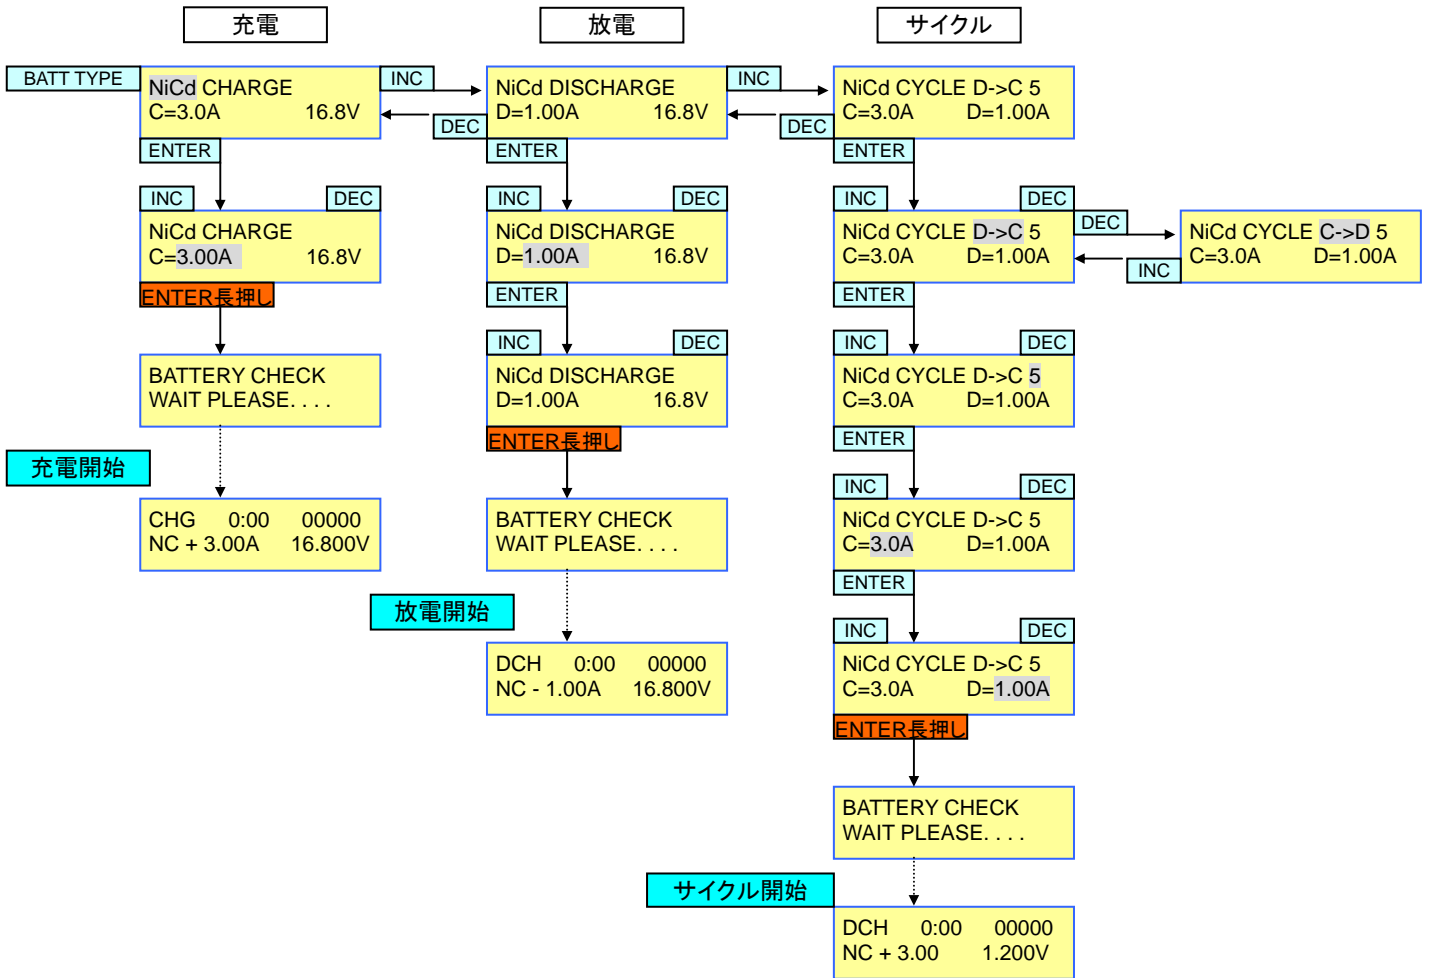 充電
放電
サイクル
BATT TYPE
NiCd CHARGE
C=3.0A 16.8V
INC
DEC
NiCd DISCHARGE
D=1.00A 16.8V
INC
DEC
NiCd CYCLE D->C 5
C=3.0A D=1.00A
ENTER
ENTER
ENTER
INC
DEC
NiCd CHARGE
C=3.00A 16.8V
ENTER長押し
INC
DEC
NiCd DISCHARGE
D=1.00A 16.8V
ENTER
INC
DEC
NiCd CYCLE D->C 5
C=3.0A D=1.00A
ENTER
DEC
INC
NiCd CYCLE C->D 5
C=3.0A D=1.00A
BATTERY CHECK
WAIT PLEASE. . . .
INC
DEC
NiCd DISCHARGE
D=1.00A 16.8V
ENTER長押し
INC
DEC
NiCd CYCLE D->C 5
C=3.0A D=1.00A
ENTER
充電開始
CHG 0:00 00000
NC + 3.00A 16.800V
BATTERY CHECK
WAIT PLEASE. . . .
INC
DEC
NiCd CYCLE D->C 5
C=3.0A D=1.00A
ENTER
放電開始
DCH 0:00 00000
NC - 1.00A 16.800V
INC
DEC
NiCd CYCLE D->C 5
C=3.0A D=1.00A
ENTER長押し
BATTERY CHECK
WAIT PLEASE. . . .
サイクル開始
DCH 0:00 00000
NC + 3.00 1.200V